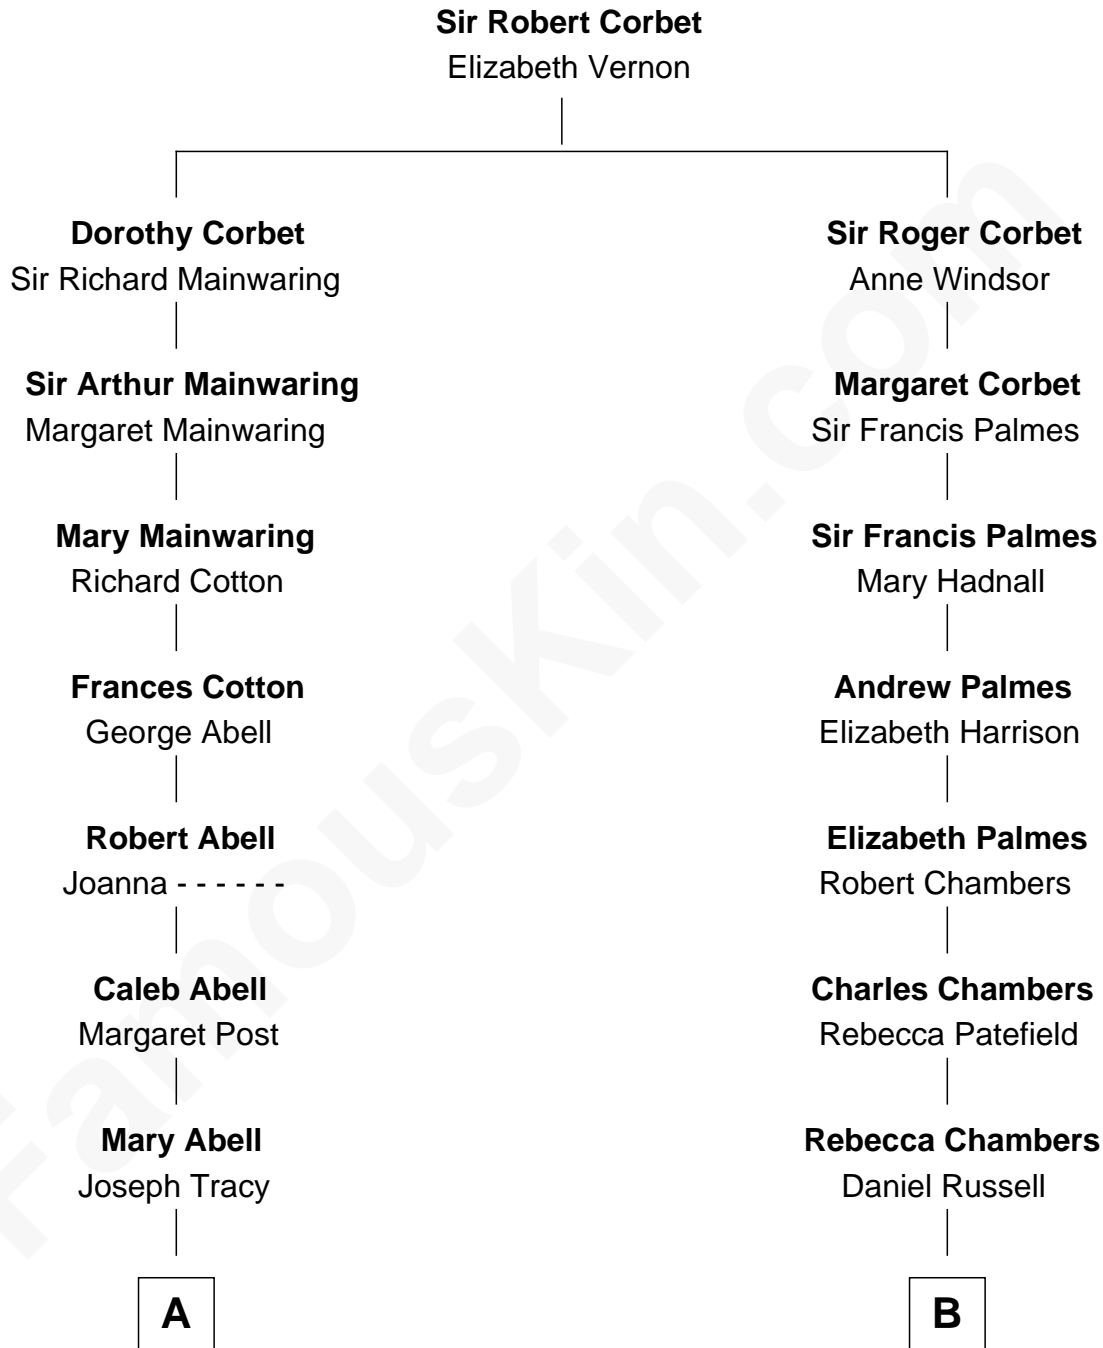 Sir Robert Corbet
Elizabeth Vernon
Dorothy Corbet
Sir Richard Mainwaring
Sir Roger Corbet
Anne Windsor
Sir Arthur Mainwaring
Margaret Mainwaring
Margaret Corbet
Sir Francis Palmes
Mary Mainwaring
Richard Cotton
Sir Francis Palmes
Mary Hadnall
Frances Cotton
George Abell
Andrew Palmes
Elizabeth Harrison
Robert Abell
Joanna - - - - - -
Elizabeth Palmes
Robert Chambers
Caleb Abell
Margaret Post
Charles Chambers
Rebecca Patefield
Mary Abell
Joseph Tracy
Rebecca Chambers
Daniel Russell
A
B
FamousKin.com